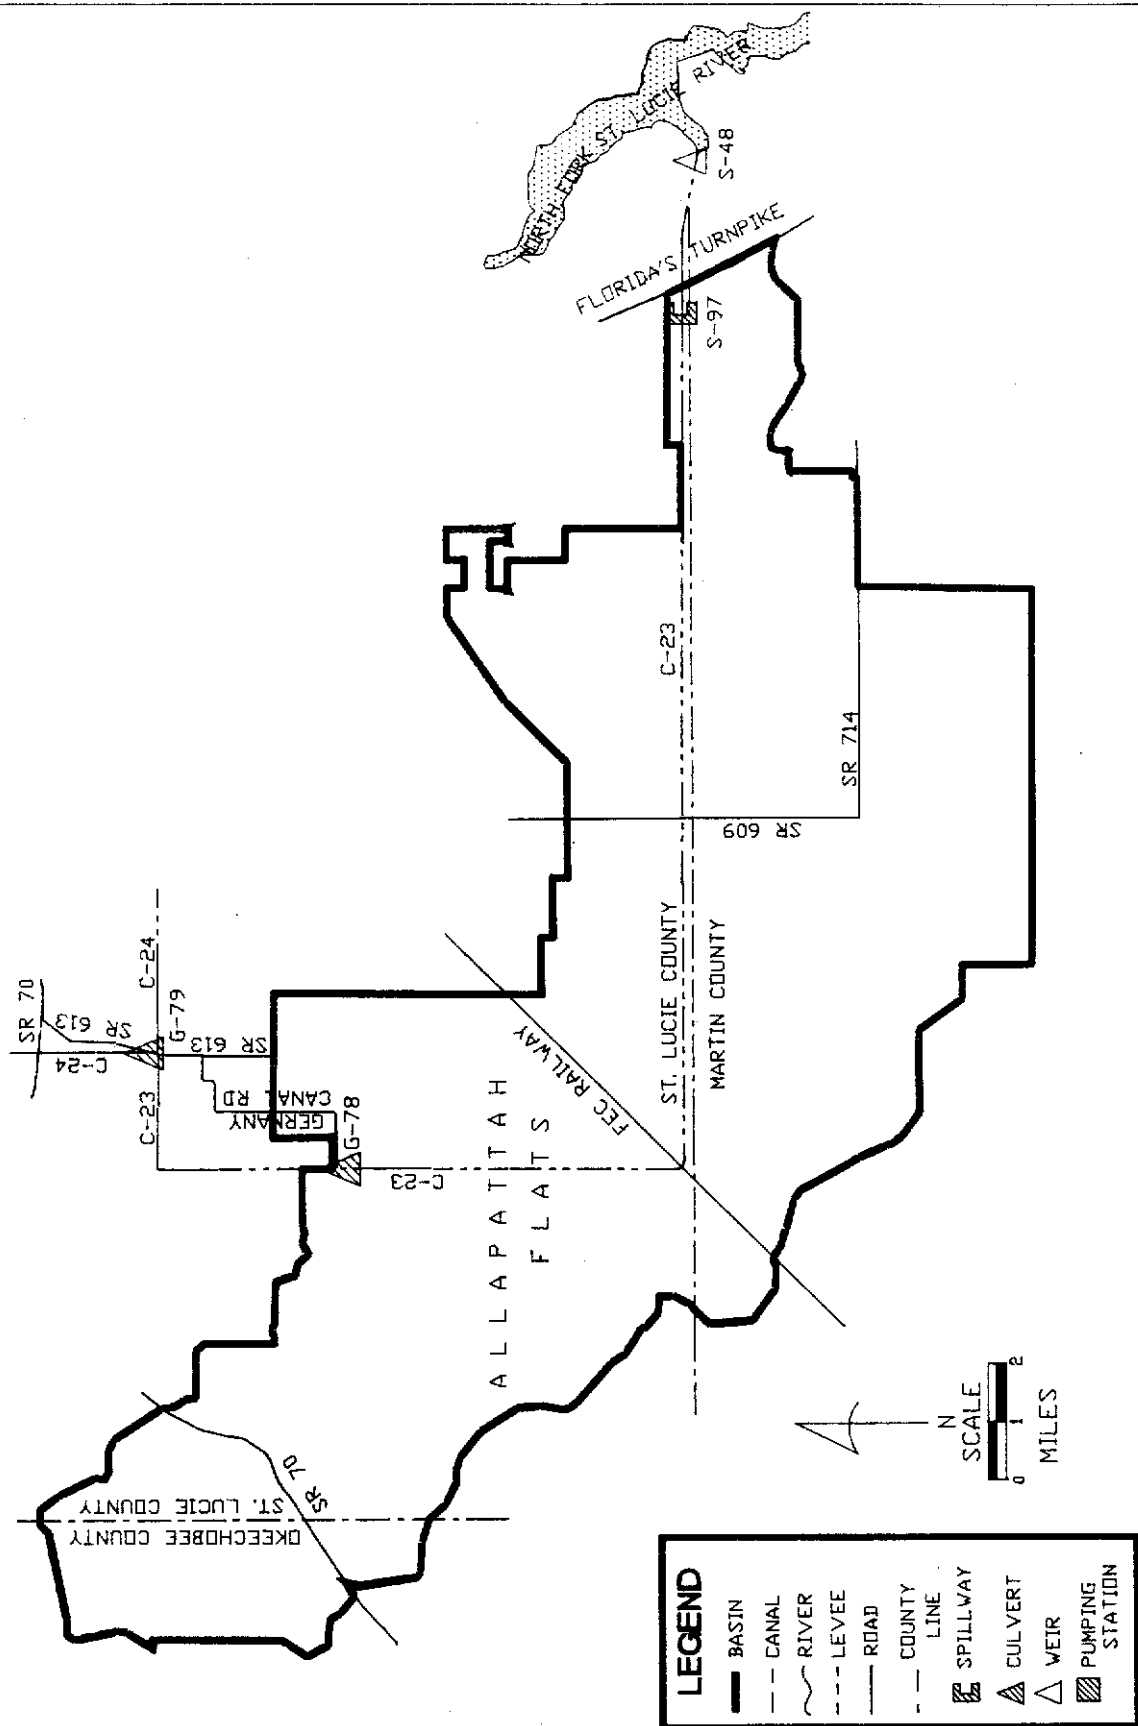 NORTH FORK ST. LUCIE RIVER
S-48
FLORIDA'S TURNPIKE
S-97
C-23
SR 714
SR 609
ST. LUCIE COUNTY
MARTIN COUNTY
FEC RAILWAY
SR 70
SR 613
C-24
C-24
G-79
SR 613
C-23
GERMANY
CANAL RD
G-78
C-23
ALLAPATTAH
FLATS
SR 70
ST. LUCIE COUNTY
OKEECHOBEE COUNTY
N
SCALE
0 1 2
MILES
LEGEND
BASIN
CANAL
RIVER
LEVEE
ROAD
COUNTY
LINE
SPILLWAY
CULVERT
WEIR
PUMPING
STATION